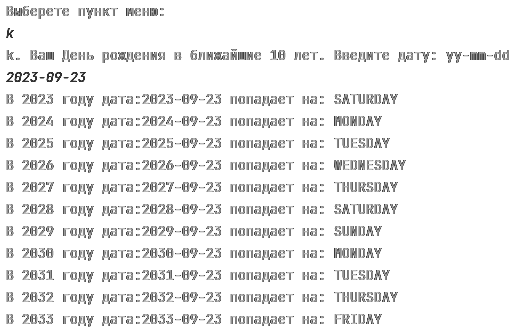 Выберете пункт меню:
k
k. Ваш День рождения в ближайшие 10 лет. Введите дату: yy-mm-dd
2023-09-23
В 2023 году дата:2023-09-23 попадает на: SATURDAY
В 2024 году дата:2024-09-23 попадает на: MONDAY
В 2025 году дата:2025-09-23 попадает на: TUESDAY
В 2026 году дата:2026-09-23 попадает на: WEDNESDAY
В 2027 году дата:2027-09-23 попадает на: THURSDAY
В 2028 году дата:2028-09-23 попадает на: SATURDAY
В 2029 году дата:2029-09-23 попадает на: SUNDAY
В 2030 году дата:2030-09-23 попадает на: MONDAY
В 2031 году дата:2031-09-23 попадает на: TUESDAY
В 2032 году дата:2032-09-23 попадает на: THURSDAY
В 2033 году дата:2033-09-23 попадает на: FRIDAY